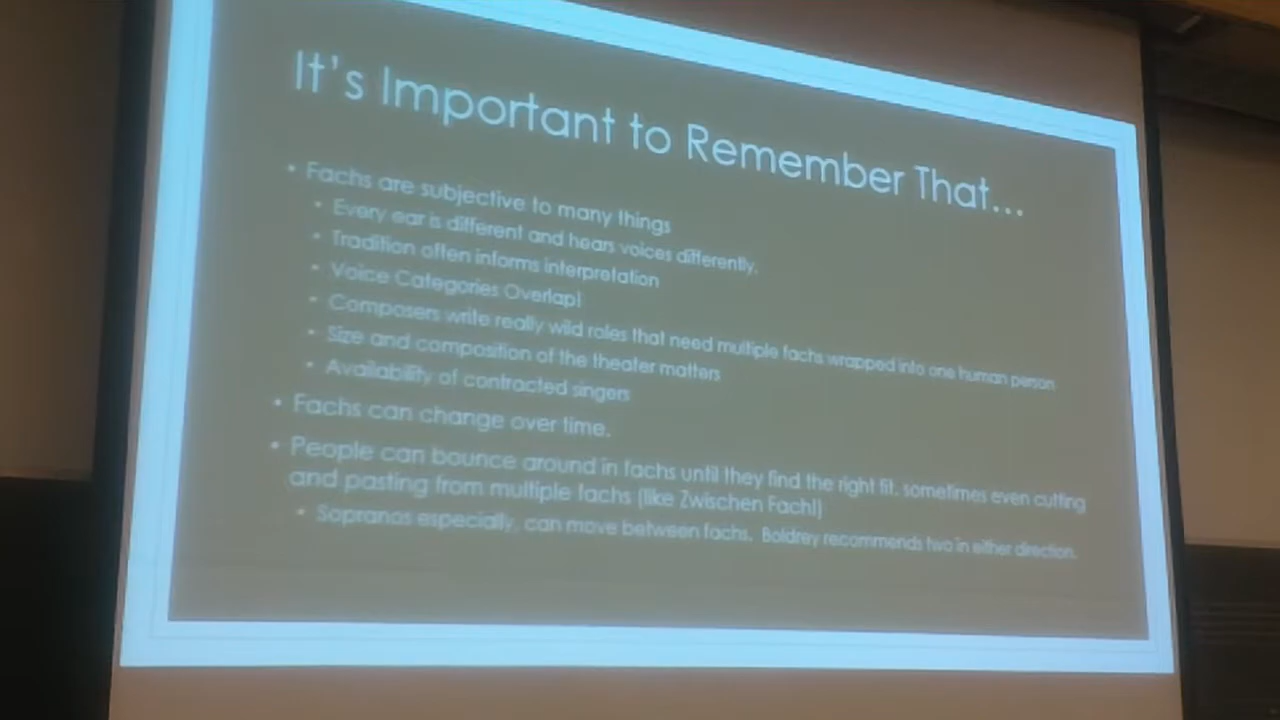 It's Important to Remember That...
• Fachs are subjective to many things
• Every ear is different and hears voices differently.
• Tradition often informs interpretation
• Voice Categories Overlap!
• Composers write really wild roles that need multiple fachs wrapped into one human person
• Size and composition of the theater matters
• Availability of contracted singers
• Fachs can change over time.
• People can bounce around in fachs until they find the right fit, sometimes even cutting
and pasting from multiple fachs (like Zwischen Fach!)
• Sopranos especially, can move between fachs. Boldrey recommends two in either direction.